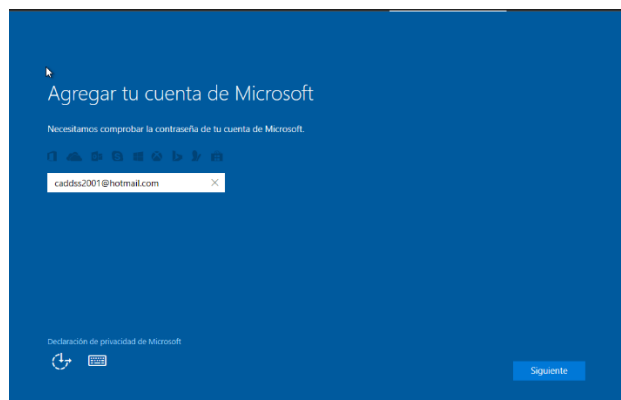 Agregar tu cuenta de Microsoft
Necesitamos comprobar la contraseña de tu cuenta de Microsoft.
caddss2001@hotmail.com
Declaración de privacidad de Microsoft
Siguiente